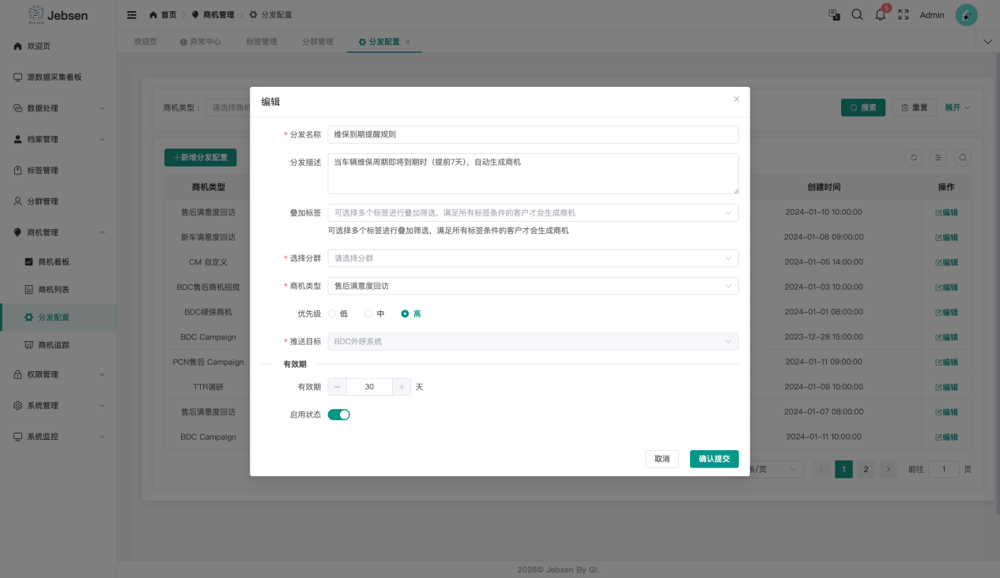 JEBSEN
Jebsen
首页
商机管理
分发配置
5
Admin
欢迎页
异常中心
标签管理
分群管理
分发配置
欢迎页
源数据采集看板
数据处理
档案管理
标签管理
分群管理
商机管理
商机看板
商机列表
分发配置
商机追踪
权限管理
系统管理
系统监控
商机类型：
请选择商机
搜索
重置
展开
+新增分发配置
商机类型
创建时间
操作
售后满意度回访
2024-01-10 10:00:00
编辑
新车满意度回访
2024-01-08 09:00:00
编辑
CM 自定义
2024-01-05 14:00:00
编辑
BDC售后商机招揽
2024-01-03 10:00:00
编辑
BDC续保商机
2024-01-01 08:00:00
编辑
BDC Campaign
2023-12-28 15:00:00
编辑
PCN售后 Campaign
2024-01-11 09:00:00
编辑
TTR调研
2024-01-09 10:00:00
编辑
售后满意度回访
2024-01-07 08:00:00
编辑
BDC Campaign
2024-01-11 10:00:00
编辑
条/页
1
2
前往
1
页
编辑
* 分发名称
维保到期提醒规则
分发描述
当车辆维保周期即将到期时（提前7天），自动生成商机
叠加标签
可选择多个标签进行叠加筛选，满足所有标签条件的客户才会生成商机
可选择多个标签进行叠加筛选，满足所有标签条件的客户才会生成商机
* 选择分群
请选择分群
* 商机类型
售后满意度回访
优先级
低
中
高
* 推送目标
BDC外呼系统
有效期
有效期
30
天
启用状态
取消
确认提交
2026© Jebsen By GI.